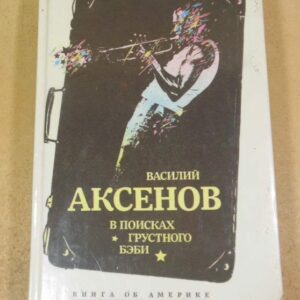 ВАСИЛИЙ
АКСЕНОВ
В ПОИСКАХ
ГРУСТНОГО
БЭБИ
КНИГА ОБ АМЕРИКЕ